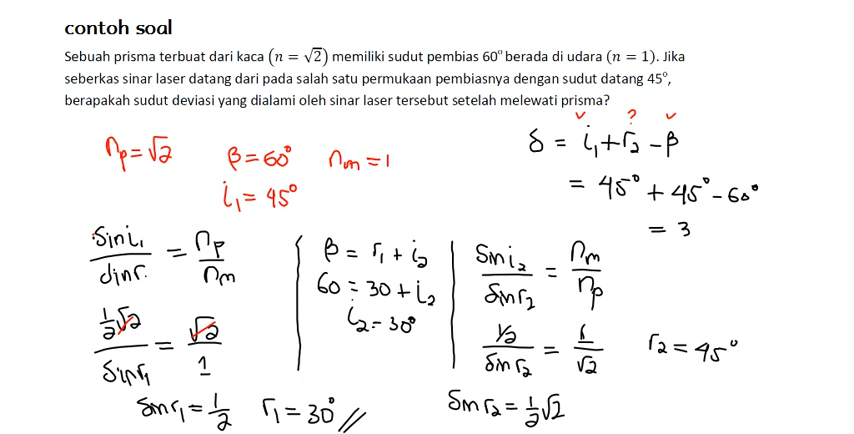 contoh soal
Sebuah prisma terbuat dari kaca (n = √2) memiliki sudut pembias 60° berada di udara (n = 1). Jika
seberkas sinar laser datang dari pada salah satu permukaan pembiasnya dengan sudut datang 45°,
berapakah sudut deviasi yang dialami oleh sinar laser tersebut setelah melewati prisma?
np = √2
β = 60°
nm = 1
i₁ = 45°
✓ ? ✓
δ = i₁ + r₂ − β
= 45° + 45° − 60°
= 3
sin i₁ / sin r₁ = np / nm
½√2 / sin r₁ = √2 / 1
sin r₁ = ½
r₁ = 30° //
β = r₁ + i₂
60 = 30 + i₂
i₂ = 30°
sin i₂ / sin r₂ = nm / np
½ / sin r₂ = 1 / √2
sin r₂ = ½√2
r₂ = 45°